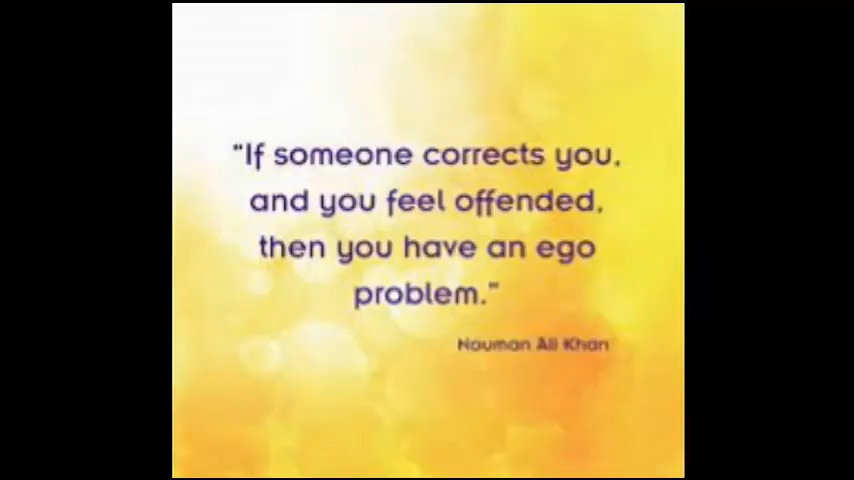 "If someone corrects you,
and you feel offended,
then you have an ego
problem."
Nouman Ali Khan